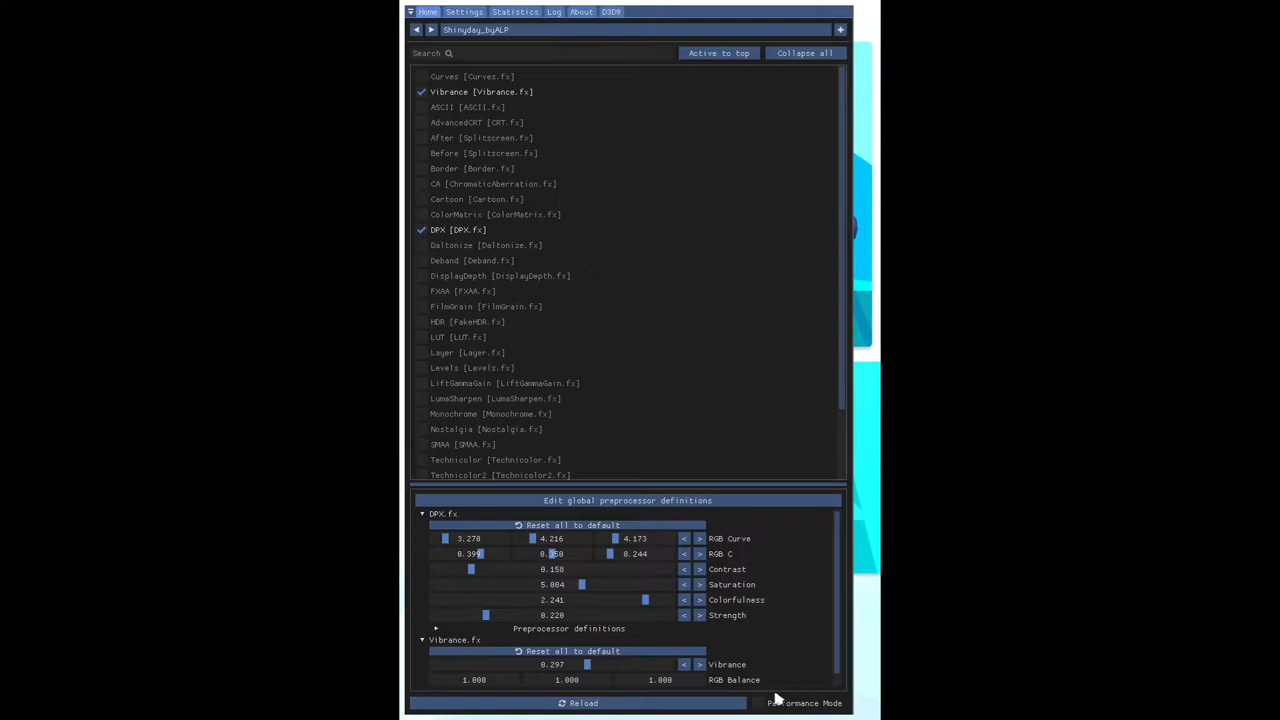 Home Settings Statistics Log About D3D9
Shinyday_byALP
Search Active to top Collapse all
Curves [Curves.fx]
Vibrance [Vibrance.fx]
ASCII [ASCII.fx]
AdvancedCRT [CRT.fx]
After [Splitscreen.fx]
Before [Splitscreen.fx]
Border [Border.fx]
CA [ChromaticAberration.fx]
Cartoon [Cartoon.fx]
ColorMatrix [ColorMatrix.fx]
DPX [DPX.fx]
Daltonize [Daltonize.fx]
Deband [Deband.fx]
DisplayDepth [DisplayDepth.fx]
FXAA [FXAA.fx]
FilmGrain [FilmGrain.fx]
HDR [FakeHDR.fx]
LUT [LUT.fx]
Layer [Layer.fx]
Levels [Levels.fx]
LiftGammaGain [LiftGammaGain.fx]
LumaSharpen [LumaSharpen.fx]
Monochrome [Monochrome.fx]
Nostalgia [Nostalgia.fx]
SMAA [SMAA.fx]
Technicolor [Technicolor.fx]
Technicolor2 [Technicolor2.fx]
Edit global preprocessor definitions
DPX.fx
Reset all to default
3.270 4.216 4.173 < > RGB Curve
0.399 0.350 0.244 < > RGB C
0.158 < > Contrast
5.004 < > Saturation
2.241 < > Colorfulness
0.220 < > Strength
Preprocessor definitions
Vibrance.fx
Reset all to default
0.297 < > Vibrance
1.000 1.000 1.000 RGB Balance
Reload Performance Mode